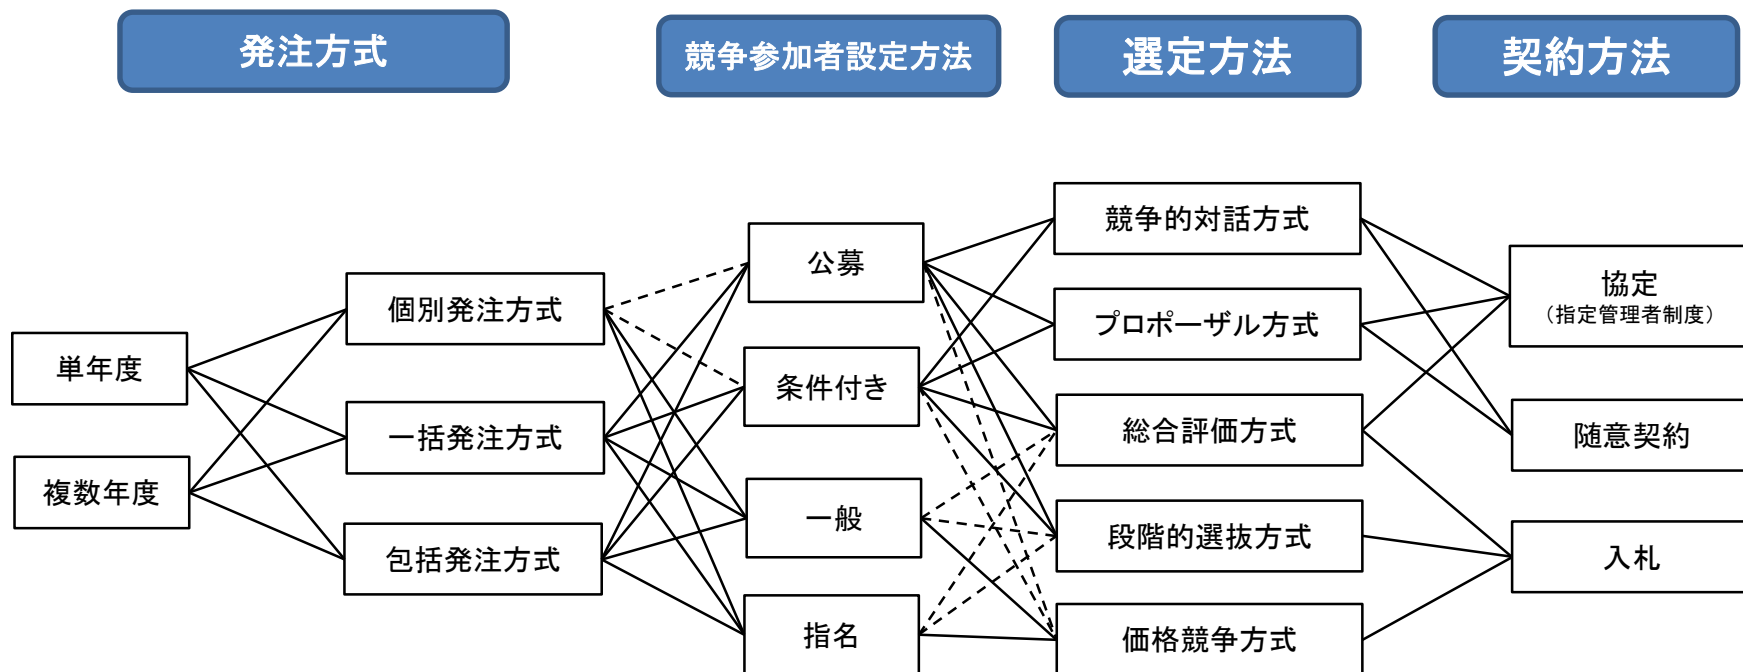 発注方式
競争参加者設定方法
選定方法
契約方法
単年度
複数年度
個別発注方式
一括発注方式
包括発注方式
公募
条件付き
一般
指名
競争的対話方式
プロポーザル方式
総合評価方式
段階的選抜方式
価格競争方式
協定
（指定管理者制度）
随意契約
入札